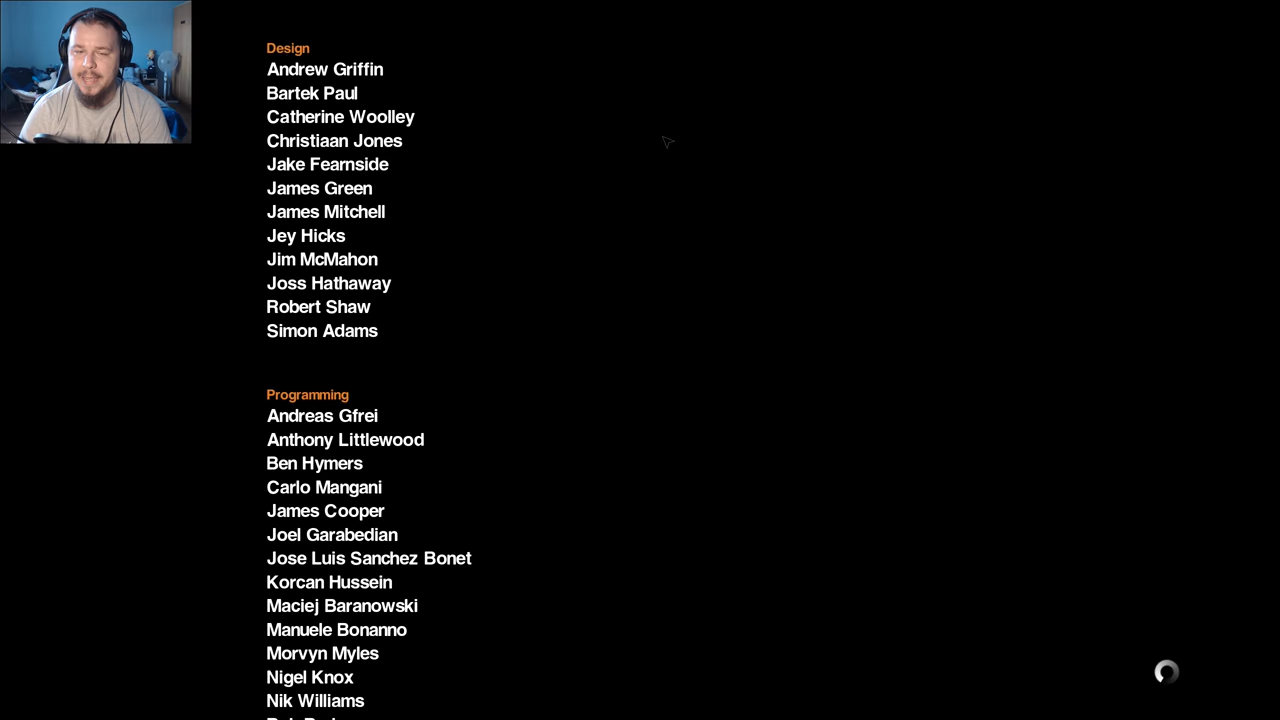 Design
Andrew Griffin
Bartek Paul
Catherine Woolley
Christiaan Jones
Jake Fearnside
James Green
James Mitchell
Jey Hicks
Jim McMahon
Joss Hathaway
Robert Shaw
Simon Adams
Programming
Andreas Gfrei
Anthony Littlewood
Ben Hymers
Carlo Mangani
James Cooper
Joel Garabedian
Jose Luis Sanchez Bonet
Korcan Hussein
Maciej Baranowski
Manuele Bonanno
Morvyn Myles
Nigel Knox
Nik Williams